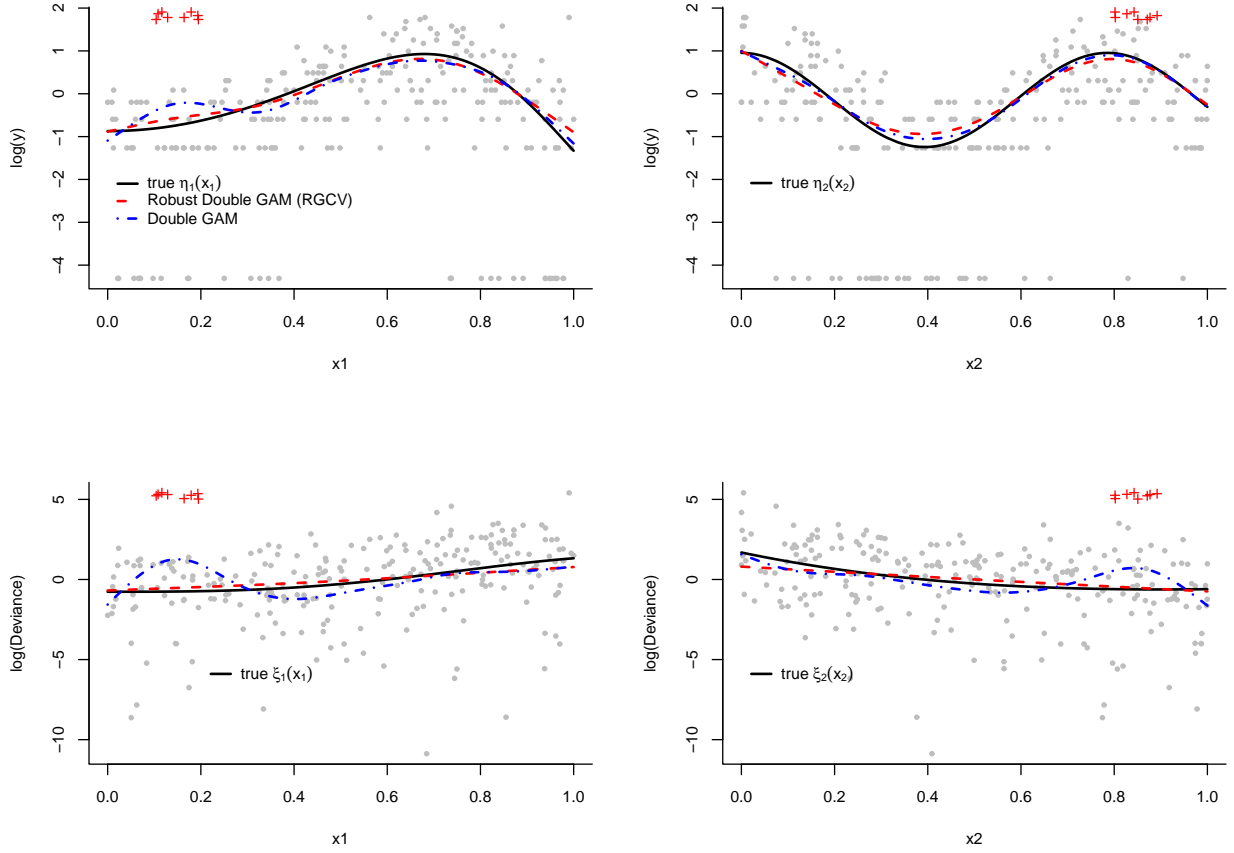 log(y)
2
1
0
−1
−2
−3
−4
true η₁(x₁)
Robust Double GAM (RGCV)
Double GAM
0.0 0.2 0.4 0.6 0.8 1.0
x1
log(y)
2
1
0
−1
−2
−3
−4
true η₂(x₂)
0.0 0.2 0.4 0.6 0.8 1.0
x2
log(Deviance)
5
0
−5
−10
true ξ₁(x₁)
0.0 0.2 0.4 0.6 0.8 1.0
x1
log(Deviance)
5
0
−5
−10
true ξ₂(x₂)
0.0 0.2 0.4 0.6 0.8 1.0
x2